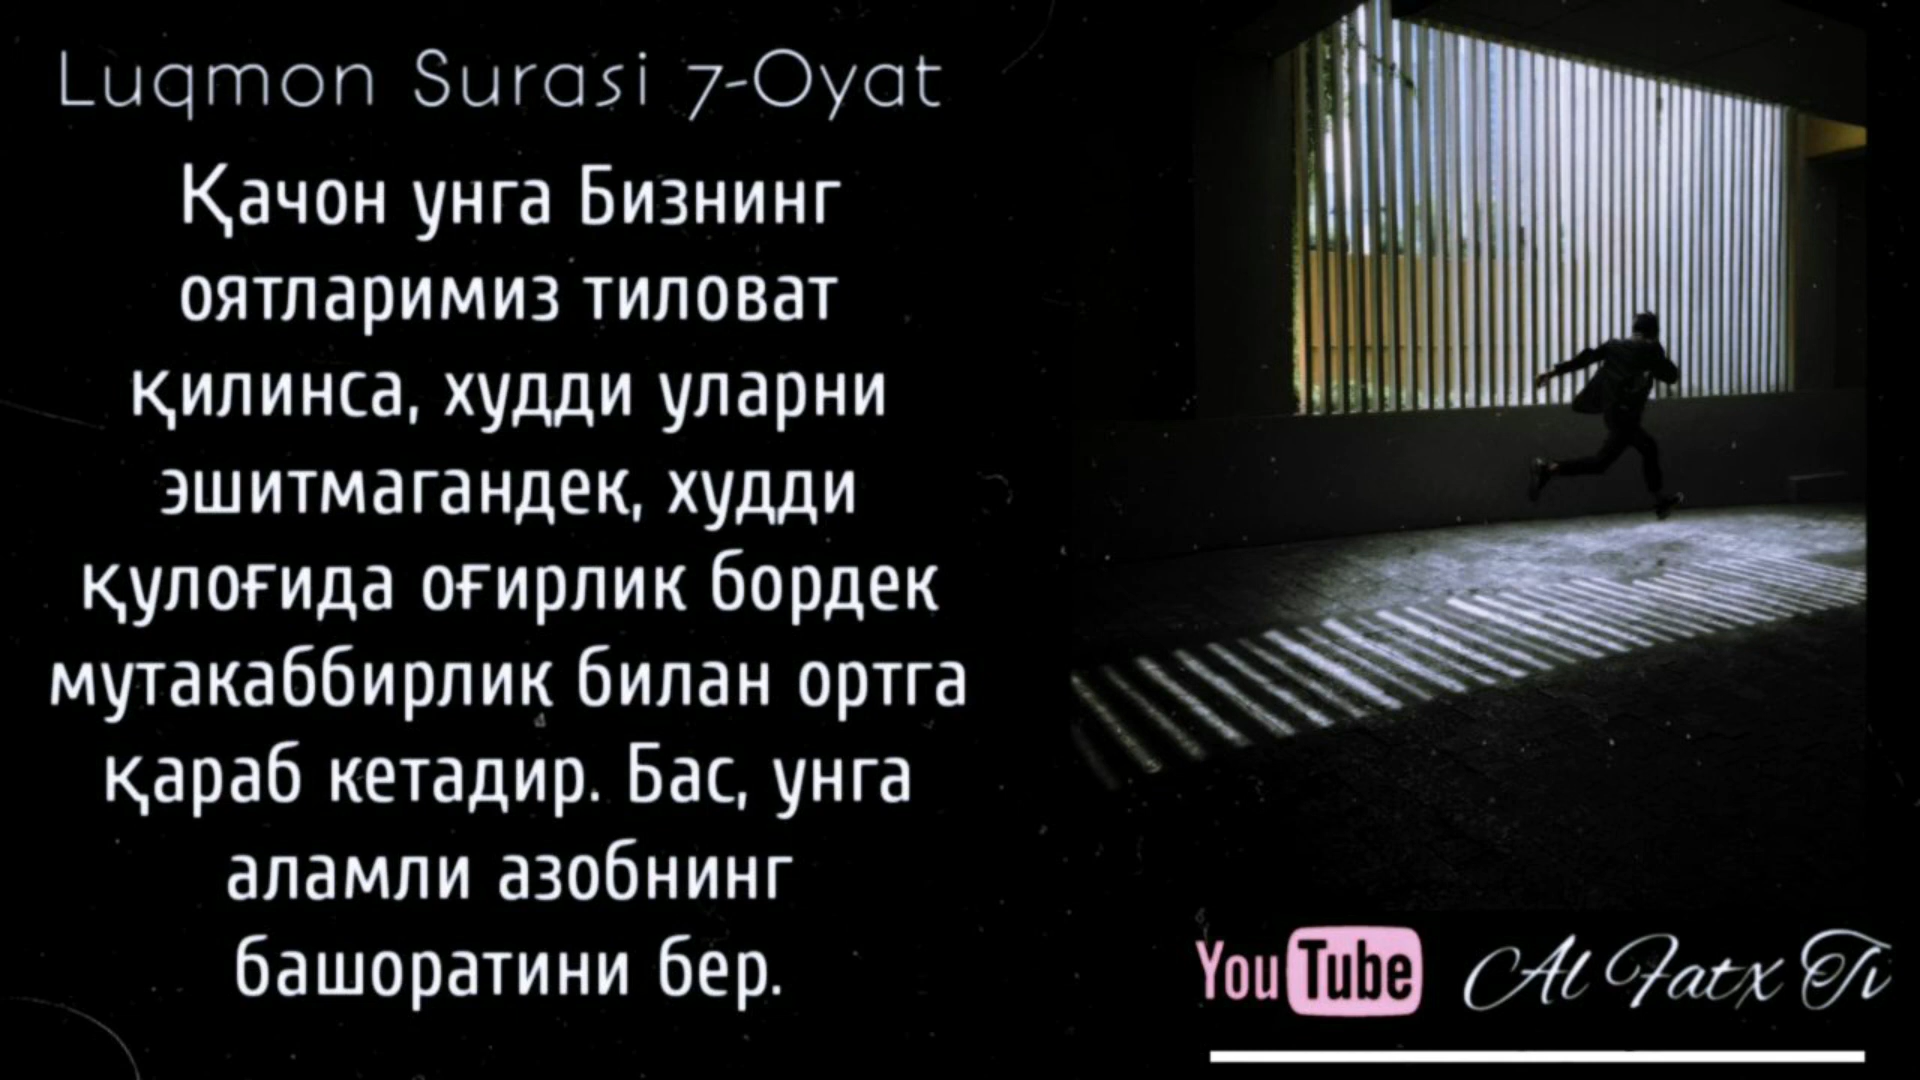 Luqmon Surasi 7-Oyat
Қачон унга Бизнинг
оятларимиз тиловат
қилинса, худди уларни
эшитмагандек, худди
қулоғида оғирлик бордек
мутакаббирлик билан ортга
қараб кетадир. Бас, унга
аламли азобнинг
башоратини бер.
YouTube Al Fatx Tv